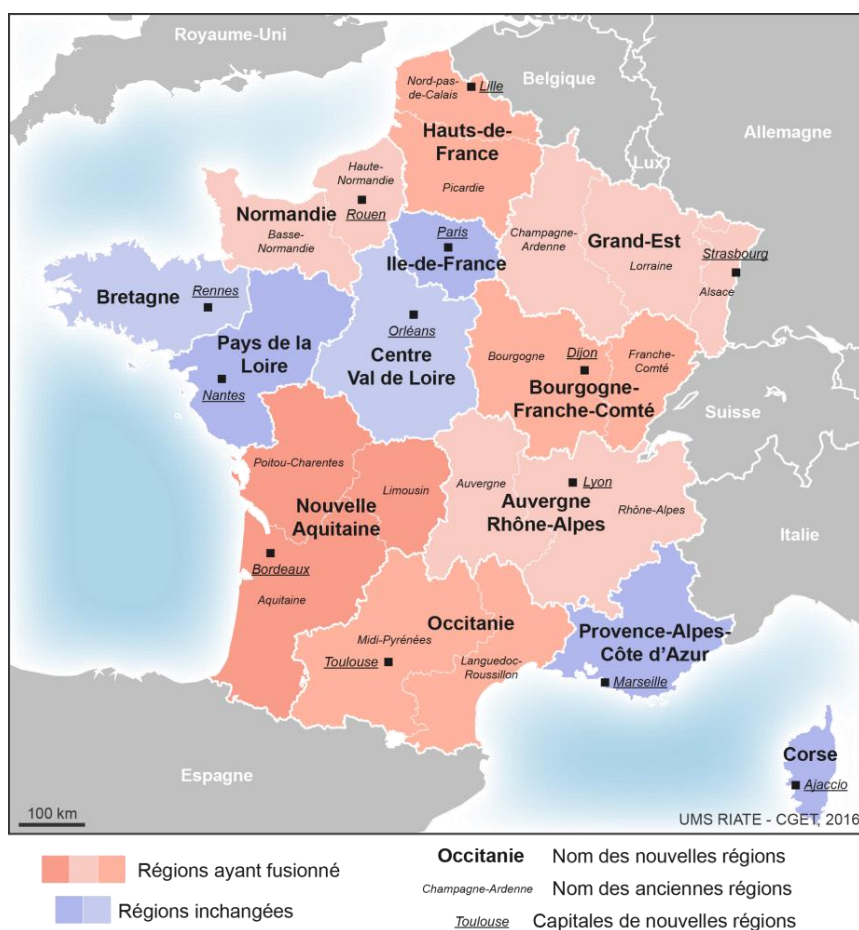 Royaume-Uni
Belgique
Allemagne
Lux.
Nord-pas-
de-Calais
Lille
Hauts-de-
France
Picardie
Haute-
Normandie
Normandie
Rouen
Basse-
Normandie
Paris
Ile-de-France
Champagne-
Ardenne
Grand-Est
Lorraine
Strasbourg
Alsace
Bretagne
Rennes
Pays de la
Loire
Nantes
Orléans
Centre
Val de Loire
Bourgogne
Dijon
Franche-
Comté
Bourgogne-
Franche-Comté
Suisse
Poitou-Charentes
Limousin
Nouvelle
Aquitaine
Bordeaux
Aquitaine
Auvergne
Lyon
Auvergne
Rhône-Alpes
Rhône-Alpes
Italie
Occitanie
Midi-Pyrénées
Toulouse
Languedoc-
Roussillon
Provence-Alpes-
Côte d’Azur
Marseille
Corse
Ajaccio
Espagne
100 km
UMS RIATE - CGET, 2016
Régions ayant fusionné
Régions inchangées
Occitanie Nom des nouvelles régions
Champagne-Ardenne Nom des anciennes régions
Toulouse Capitales de nouvelles régions